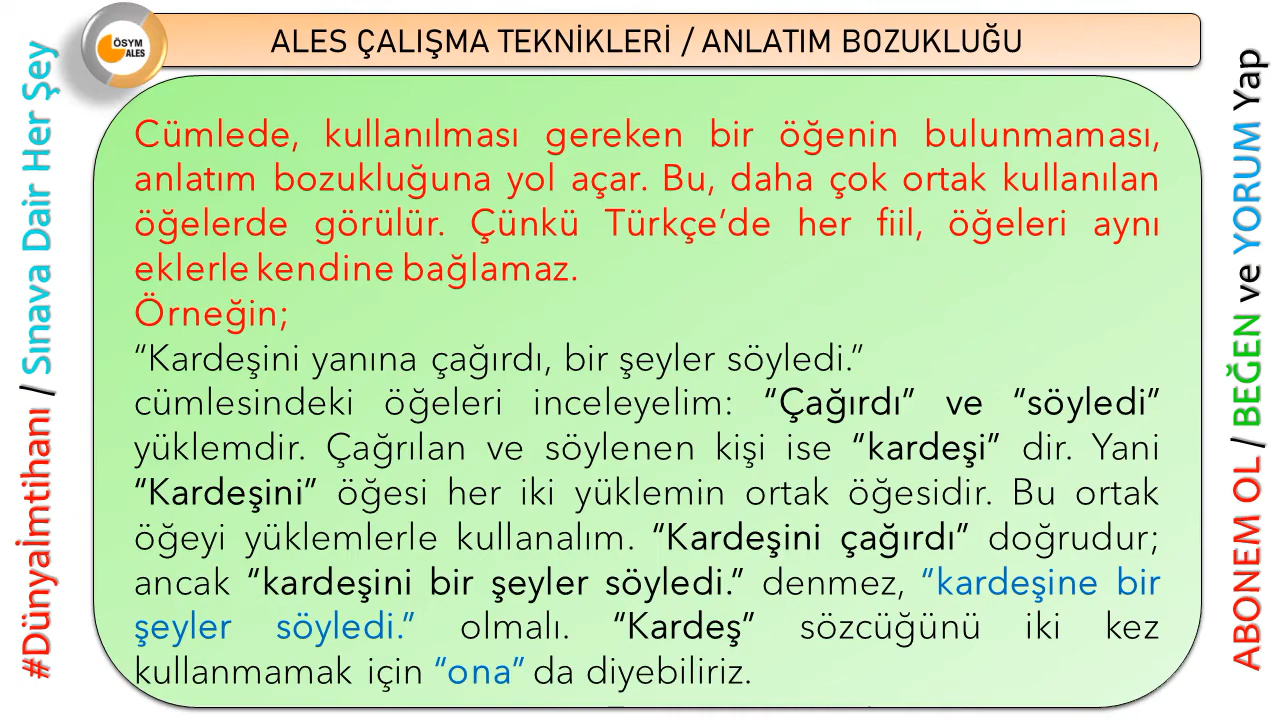 ÖSYM
ALES
ALES ÇALIŞMA TEKNİKLERİ / ANLATIM BOZUKLUĞU
#Dünyaİmtihanı / Sınava Dair Her Şey
Cümlede, kullanılması gereken bir öğenin bulunmaması,
anlatım bozukluğuna yol açar. Bu, daha çok ortak kullanılan
öğelerde görülür. Çünkü Türkçe’de her fiil, öğeleri aynı
eklerle kendine bağlamaz.
Örneğin;
“Kardeşini yanına çağırdı, bir şeyler söyledi.”
cümlesindeki öğeleri inceleyelim: “Çağırdı” ve “söyledi”
yüklemdir. Çağrılan ve söylenen kişi ise “kardeşi” dir. Yani
“Kardeşini” öğesi her iki yüklemin ortak öğesidir. Bu ortak
öğeyi yüklemlerle kullanalım. “Kardeşini çağırdı” doğrudur;
ancak “kardeşini bir şeyler söyledi.” denmez, “kardeşine bir
şeyler söyledi.” olmalı. “Kardeş” sözcüğünü iki kez
kullanmamak için “ona” da diyebiliriz.
ABONEM OL / BEĞEN ve YORUM Yap